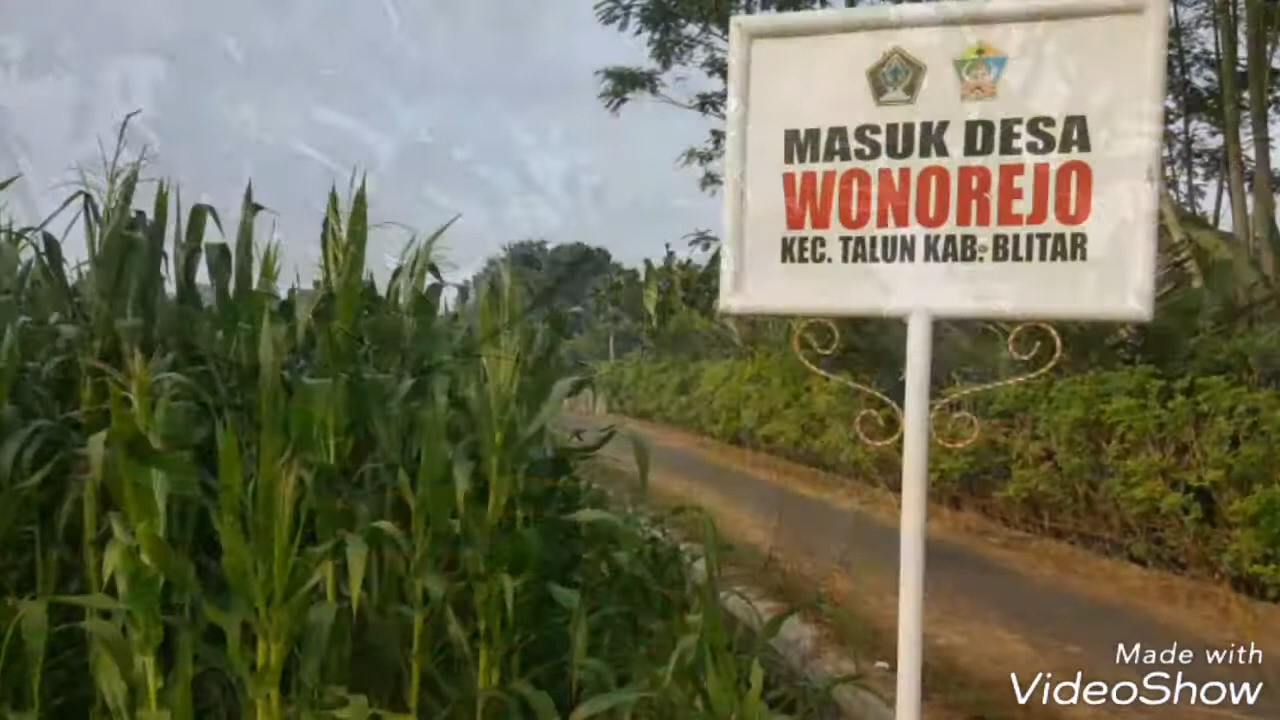 MASUK DESA
WONOREJO
KEC. TALUN KAB. BLITAR
Made with
VideoShow